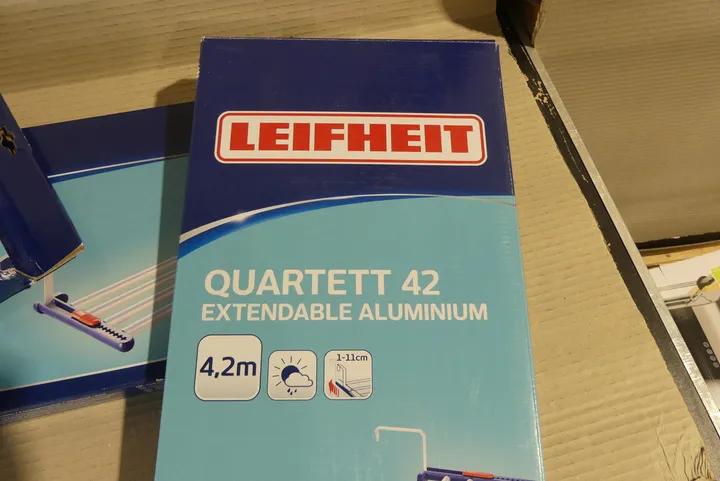 LEIFHEIT
QUARTETT 42
EXTENDABLE ALUMINIUM
4,2m
1-11cm